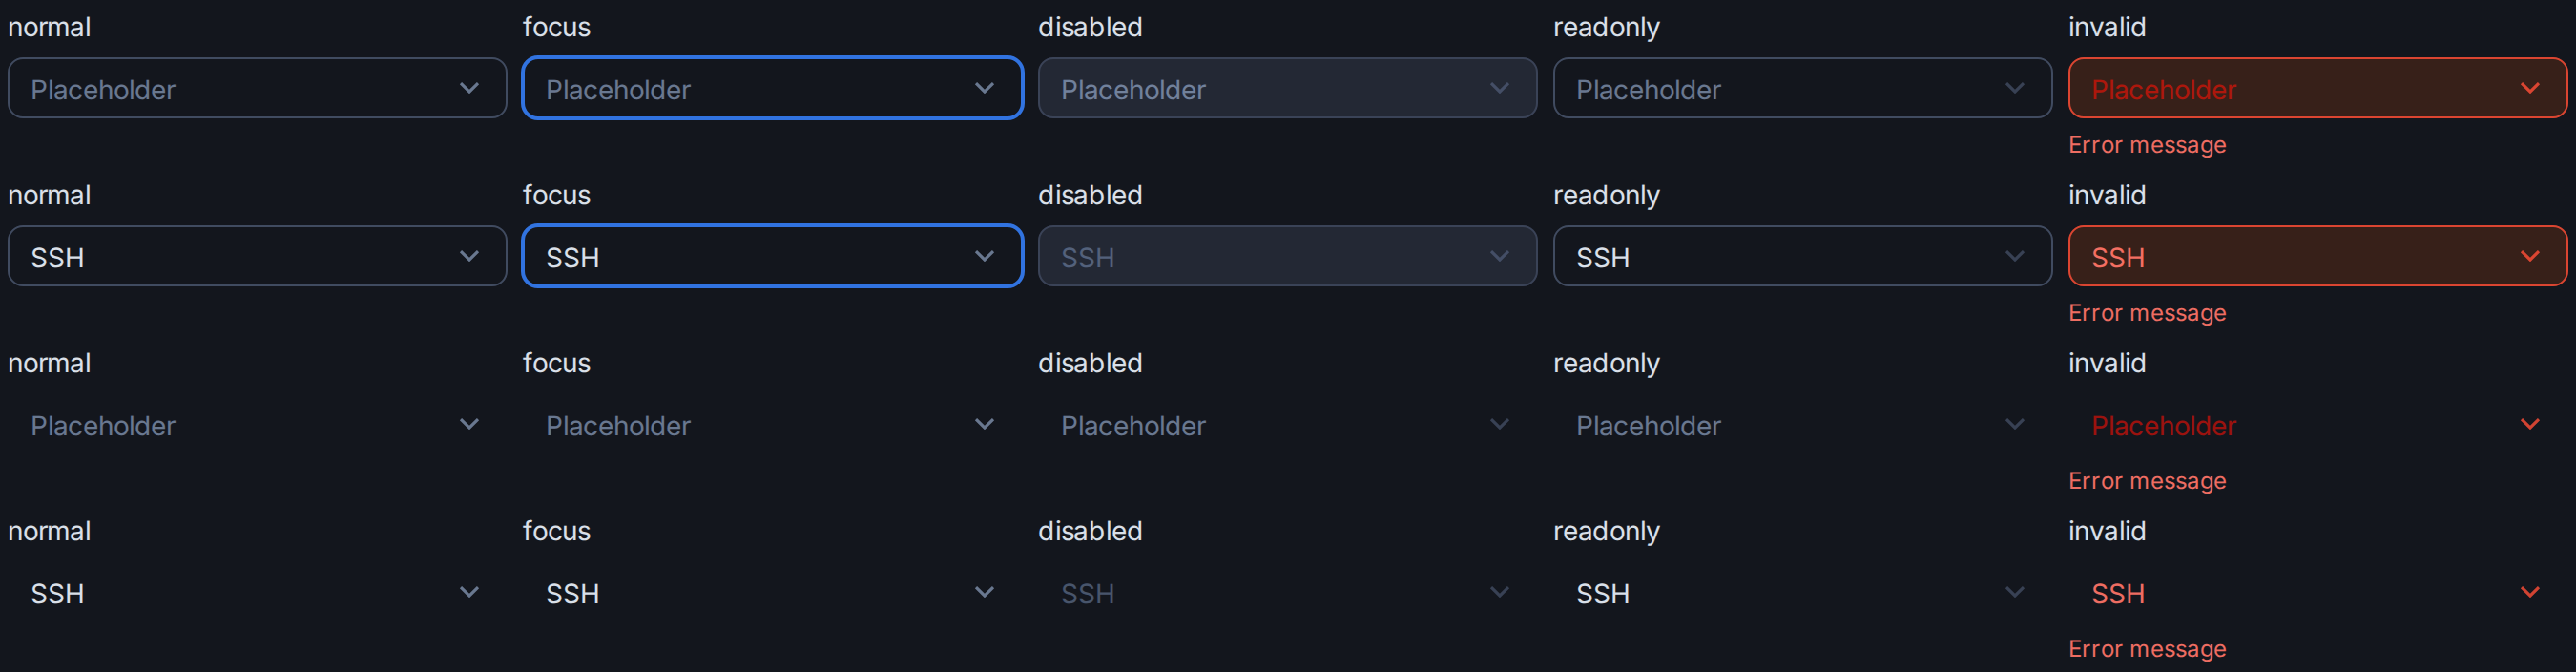 normal focus disabled readonly invalid
Placeholder Placeholder Placeholder Placeholder Placeholder
Error message
normal focus disabled readonly invalid
SSH SSH SSH SSH SSH
Error message
normal focus disabled readonly invalid
Placeholder Placeholder Placeholder Placeholder Placeholder
Error message
normal focus disabled readonly invalid
SSH SSH SSH SSH SSH
Error message